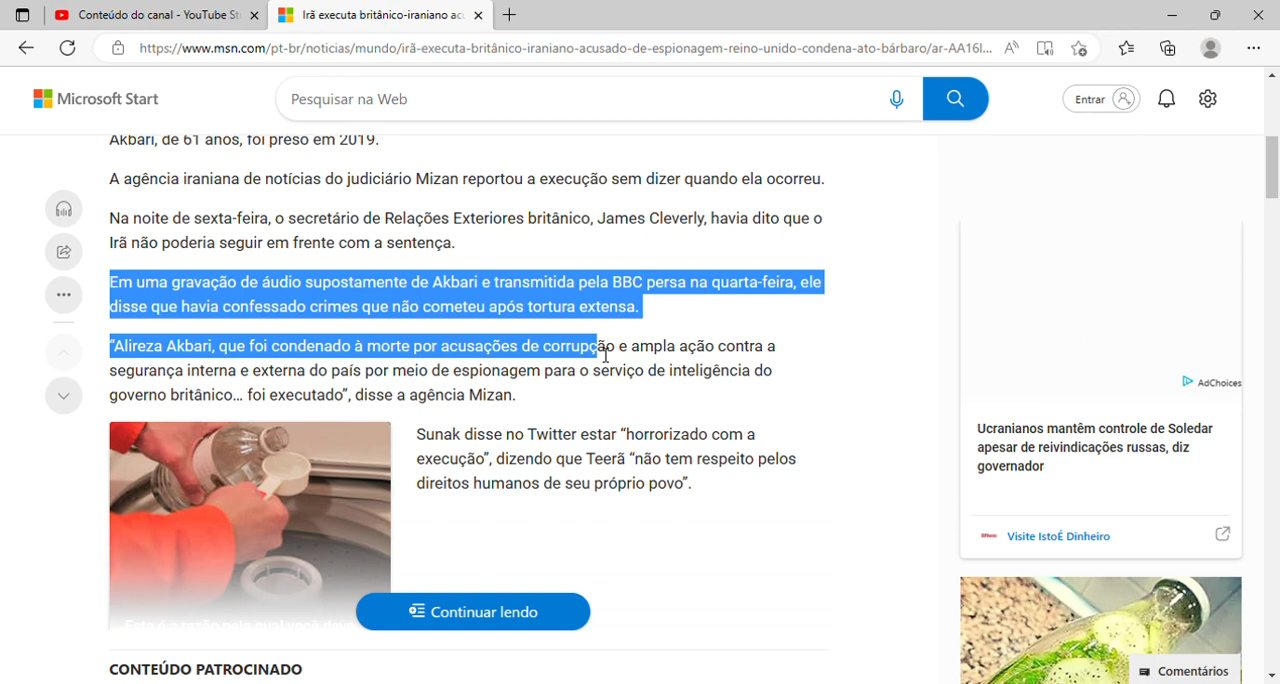 Conteúdo do canal - YouTube St
Irã executa britânico-iraniano acu
https://www.msn.com/pt-br/noticias/mundo/irã-executa-britânico-iraniano-acusado-de-espionagem-reino-unido-condena-ato-bárbaro/ar-AA16I...
Microsoft Start
Pesquisar na Web
Entrar
Akbari, de 61 anos, foi preso em 2019.
A agência iraniana de notícias do judiciário Mizan reportou a execução sem dizer quando ela ocorreu.
Na noite de sexta-feira, o secretário de Relações Exteriores britânico, James Cleverly, havia dito que o
Irã não poderia seguir em frente com a sentença.
Em uma gravação de áudio supostamente de Akbari e transmitida pela BBC persa na quarta-feira, ele
disse que havia confessado crimes que não cometeu após tortura extensa.
“Alireza Akbari, que foi condenado à morte por acusações de corrupção e ampla ação contra a
segurança interna e externa do país por meio de espionagem para o serviço de inteligência do
governo britânico... foi executado”, disse a agência Mizan.
Sunak disse no Twitter estar “horrorizado com a
execução”, dizendo que Teerã “não tem respeito pelos
direitos humanos de seu próprio povo”.
Esta é a razão pela qual você deve
Continuar lendo
CONTEÚDO PATROCINADO
AdChoices
Ucranianos mantêm controle de Soledar
apesar de reivindicações russas, diz
governador
Visite IstoÉ Dinheiro
Comentários